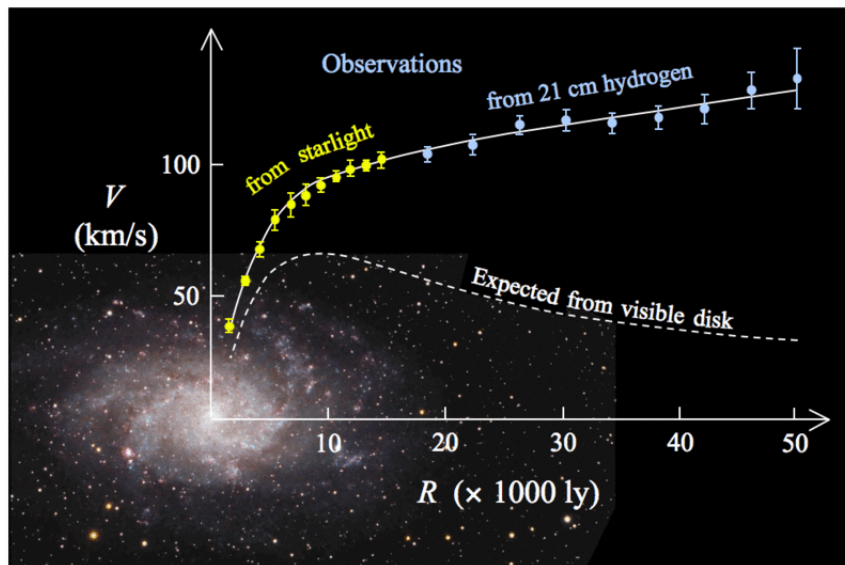 Observations
from 21 cm hydrogen
from starlight
100
V
(km/s)
50
Expected from visible disk
10 20 30 40 50
R (× 1000 ly)